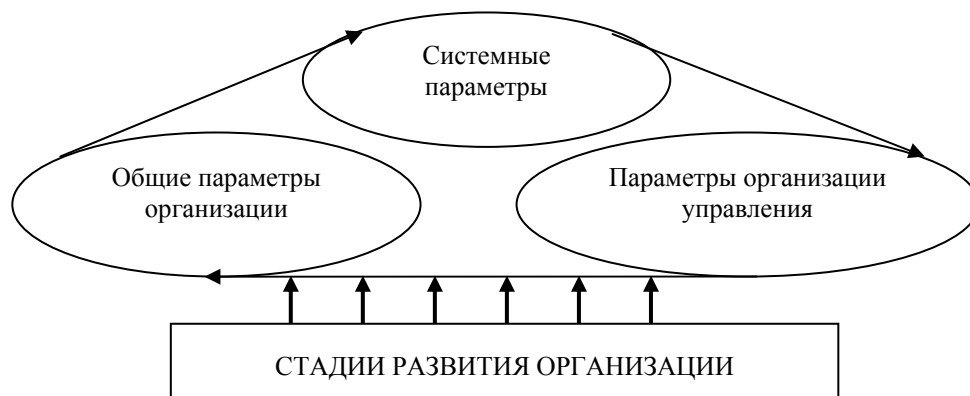 Системные
параметры
Общие параметры
организации
Параметры организации
управления
СТАДИИ РАЗВИТИЯ ОРГАНИЗАЦИИ